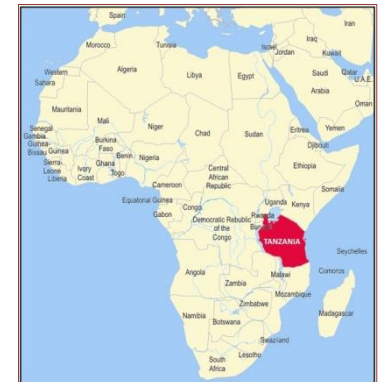 Spain
Iran
Morocco
Tunisia
Israel
Iraq
Jordan
Kuwait
Algeria
Libya
Egypt
Western
Sahara
Saudi
Arabia
Qatar
U.A.E.
Oman
Mauritania
Mali
Niger
Chad
Sudan
Eritrea
Yemen
Senegal
Gambia
Guinea-
Bissau
Guinea
Burkina
Faso
Djibouti
Sierra-
Leone
Liberia
Ivory
Coast
Ghana
Togo
Benin
Nigeria
Ethiopia
Central
African
Republic
Cameroon
Somalia
Equatorial Guinea
Gabon
Congo
Uganda
Kenya
Democratic Republic
of the
Congo
Rwanda
TANZANIA
Seychelles
Angola
Malawi
Comoros
Zambia
Mozambique
Zimbabwe
Madagascar
Namibia
Botswana
Swaziland
South
Africa
Lesotho